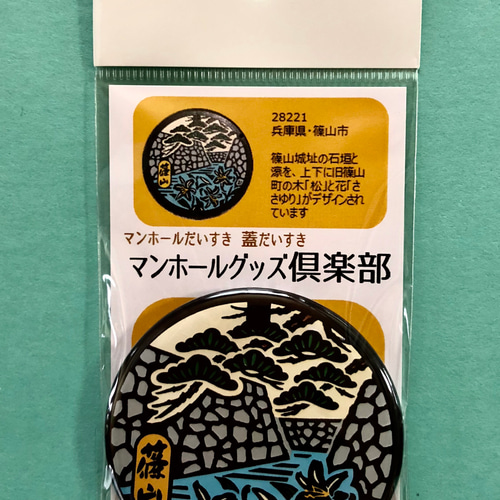 28221
兵庫県・篠山市
篠山城址の石垣と
濠を、上下に旧篠山
町の木「松」と花「さ
さゆり」がデザインされ
ています
篠山
マンホールだいすき 蓋だいすき
マンホールグッズ倶楽部
篠山